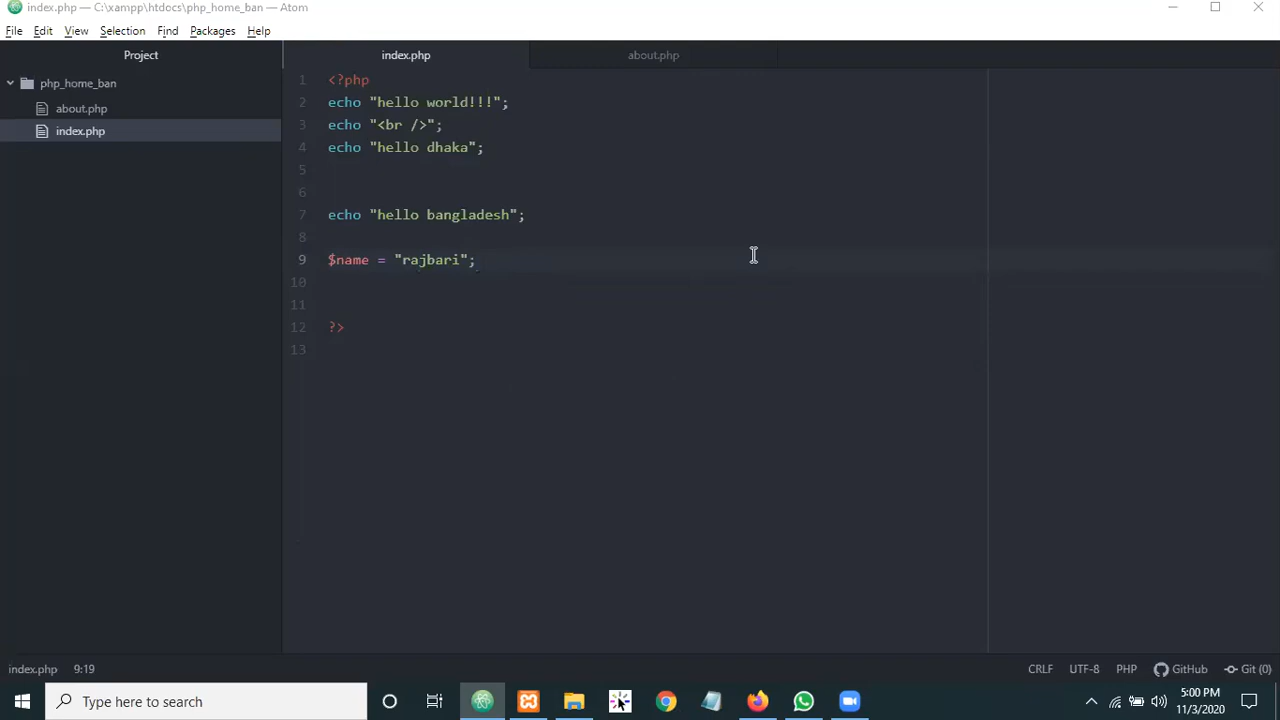 index.php — C:\xampp\htdocs\php_home_ban — Atom
File Edit View Selection Find Packages Help
Project
index.php
about.php
php_home_ban
about.php
index.php
1 <?php
2 echo "hello world!!!";
3 echo "<br />";
4 echo "hello dhaka";
5
6
7 echo "hello bangladesh";
8
9 $name = "rajbari";
10
11
12 ?>
13
index.php 9:19 CRLF UTF-8 PHP GitHub Git (0)
Type here to search
5:00 PM
11/3/2020